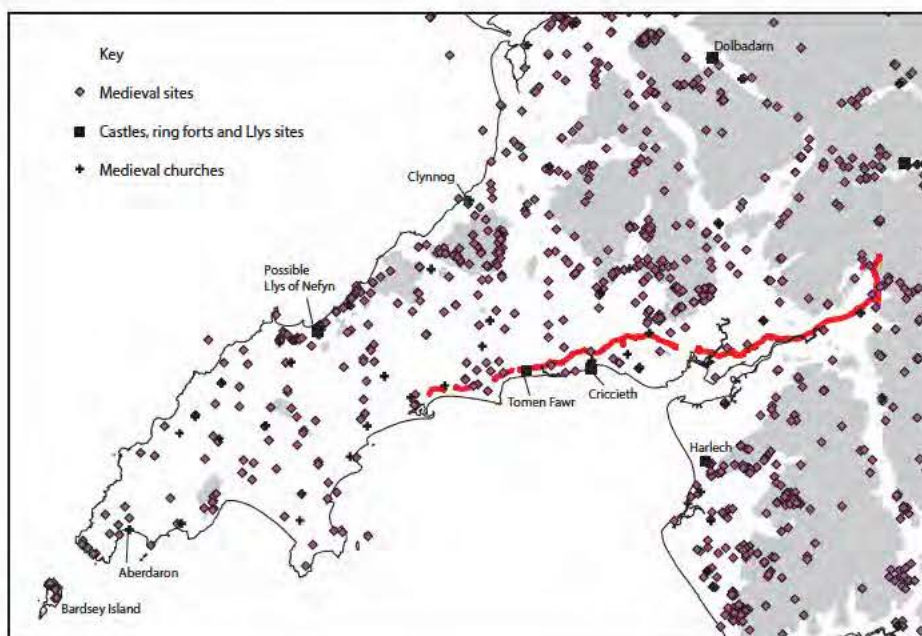 Key
Medieval sites
Castles, ring forts and Llys sites
Medieval churches
Dolbadarn
Clynnog
Possible
Llys of Nefyn
Tomen Fawr
Criccieth
Harlech
Aberdaron
Bardsey Island